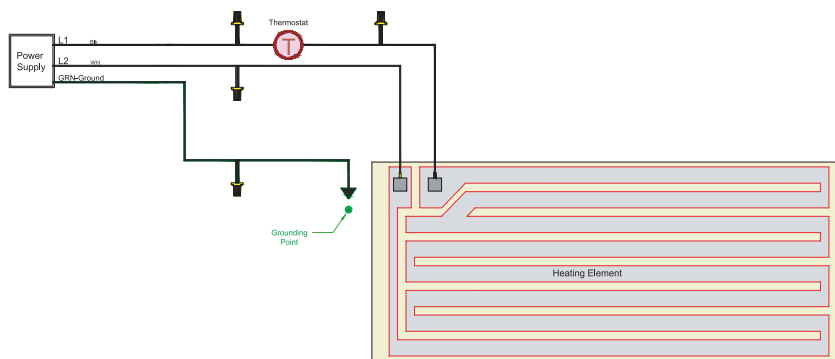 Thermostat
T
L1 Blk
Power
Supply
L2 Wht
GRN-Ground
Grounding
Point
Heating Element